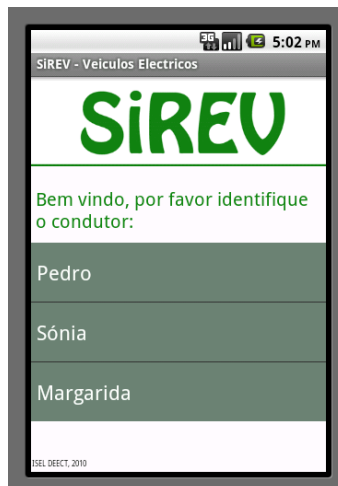 3G 5:02 PM
SiREV - Veiculos Electricos
SiREV
Bem vindo, por favor identifique
o condutor:
Pedro
Sónia
Margarida
ISEL DEECT, 2010